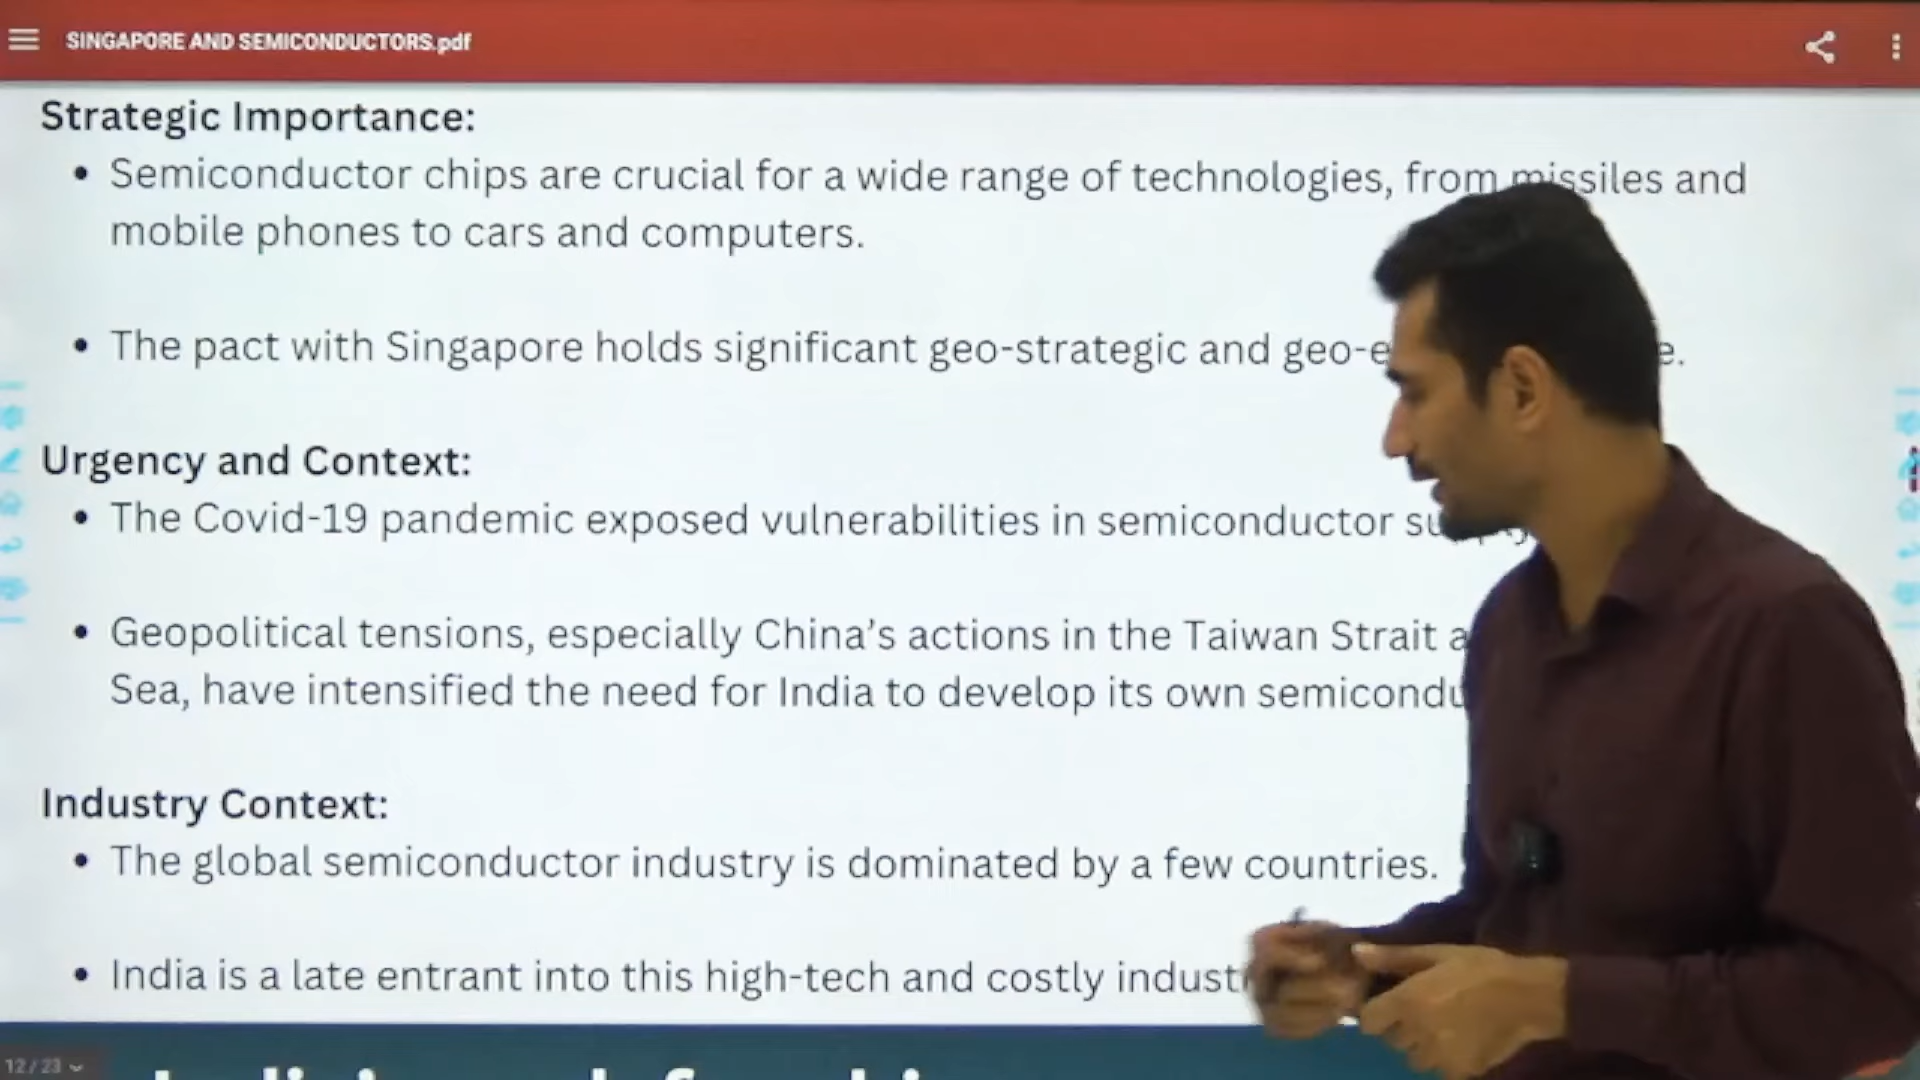 SINGAPORE AND SEMICONDUCTORS.pdf
Strategic Importance:
• Semiconductor chips are crucial for a wide range of technologies, from missiles and
mobile phones to cars and computers.
• The pact with Singapore holds significant geo-strategic and geo-e
Urgency and Context:
• The Covid-19 pandemic exposed vulnerabilities in semiconductor
• Geopolitical tensions, especially China's actions in the Taiwan Strait
Sea, have intensified the need for India to develop its own
Industry Context:
• The global semiconductor industry is dominated by a few countries.
• India is a late entrant into this high-tech and costly
12 / 23